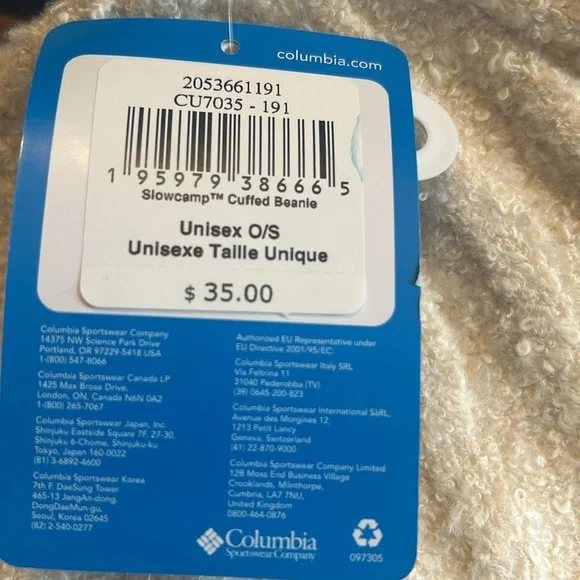 columbia.com
2053661191
CU7035 - 191
1 95979 38666 5
Slowcamp™ Cuffed Beanie
Unisex O/S
Unisexe Taille Unique
$ 35.00
Columbia Sportswear Company
14375 NW Science Park Drive
Portland, OR 97229-5418 USA
1-(800) 547-8066
Columbia Sportswear Canada LP
1425 Max Brose Drive,
London, ON, Canada N6N 0A2
1-(800) 265-7067
Columbia Sportswear Japan, Inc.
Shinjuku Eastside Square 7F, 27-30,
Shinjuku 6-Chome, Shinjuku-ku
Tokyo, Japan 160-0022
(81) 3-6892-4600
Columbia Sportswear Korea
7th F. DaeSung Tower
465-13 JangAn-dong,
DongDaeMun-gu,
Seoul, Korea 02645
(82) 2-540-0277
Authorized EU Representative under
EU Directive 2001/95/EC:
Columbia Sportswear Italy SRL
Via Feltrina 11
31040 Pederobba (TV)
(39) 0645-200-823
Columbia Sportswear International SàRL,
Avenue des Morgines 12,
1213 Petit Lancy
Geneva, Switzerland
(41) 22-870-9000
Columbia Sportswear Company Limited
12B Moss End Business Village
Crooklands, Milnthorpe,
Cumbria, LA7 7NU,
United Kingdom
0800-464-0876
Columbia
Sportswear Company
097305